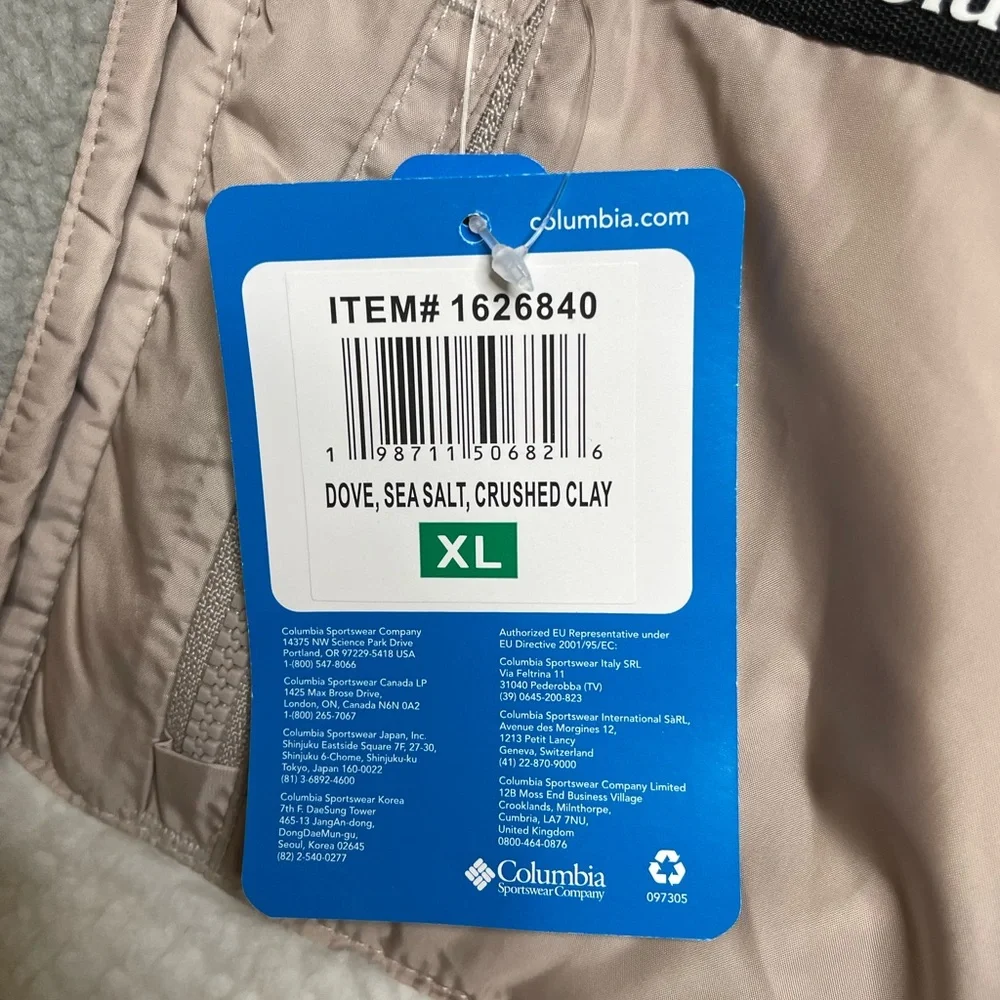 columbia.com
ITEM# 1626840
1 98711 50682 6
DOVE, SEA SALT, CRUSHED CLAY
XL
Columbia Sportswear Company
14375 NW Science Park Drive
Portland, OR 97229-5418 USA
1-(800) 547-8066
Columbia Sportswear Canada LP
1425 Max Brose Drive,
London, ON, Canada N6N 0A2
1-(800) 265-7067
Columbia Sportswear Japan, Inc.
Shinjuku Eastside Square 7F, 27-30,
Shinjuku 6-Chome, Shinjuku-ku
Tokyo, Japan 160-0022
(81) 3-6892-4600
Columbia Sportswear Korea
7th F. DaeSung Tower
465-13 JangAn-dong,
DongDaeMun-gu,
Seoul, Korea 02645
(82) 2-540-0277
Authorized EU Representative under
EU Directive 2001/95/EC:
Columbia Sportswear Italy SRL
Via Feltrina 11
31040 Pederobba (TV)
(39) 0645-200-823
Columbia Sportswear International SàRL,
Avenue des Morgines 12,
1213 Petit Lancy
Geneva, Switzerland
(41) 22-870-9000
Columbia Sportswear Company Limited
12B Moss End Business Village
Crooklands, Milnthorpe,
Cumbria, LA7 7NU,
United Kingdom
0800-464-0876
Columbia
Sportswear Company
097305